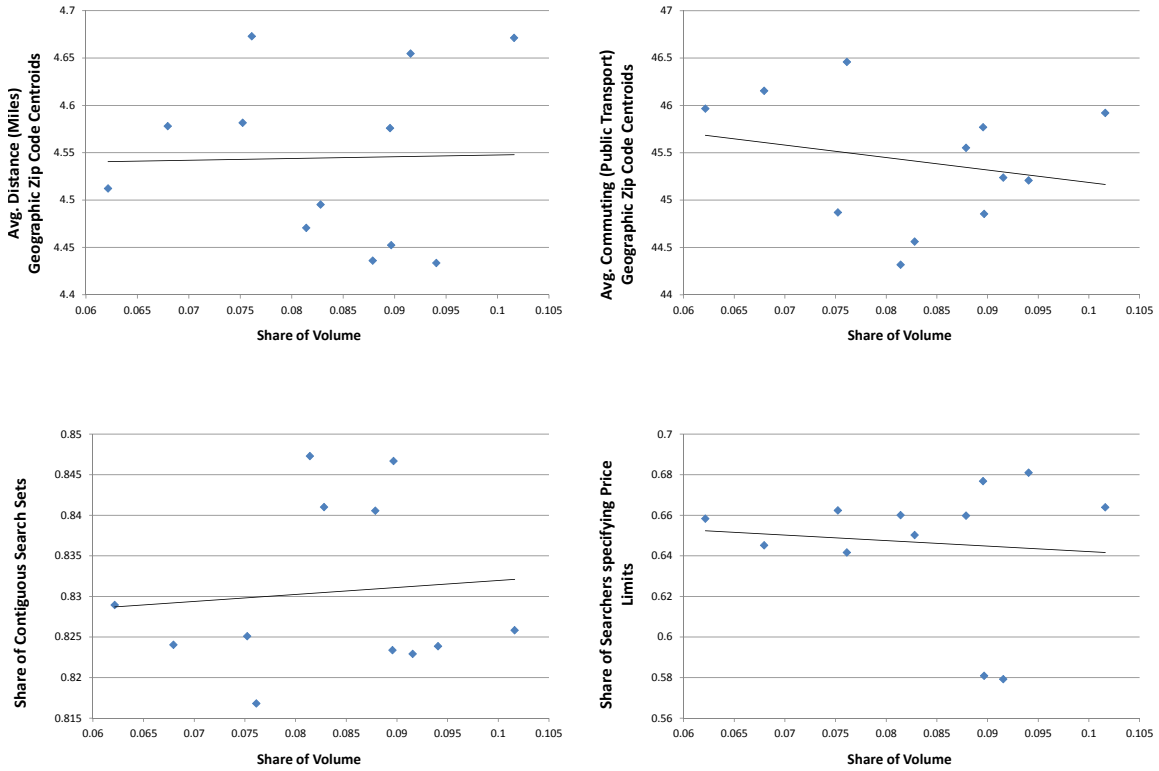 Avg. Distance (Miles)
Geographic Zip Code Centroids
4.7
4.65
4.6
4.55
4.5
4.45
4.4
0.06 0.065 0.07 0.075 0.08 0.085 0.09 0.095 0.1 0.105
Share of Volume
Avg. Commuting (Public Transport)
Geographic Zip Code Centroids
47
46.5
46
45.5
45
44.5
44
0.06 0.065 0.07 0.075 0.08 0.085 0.09 0.095 0.1 0.105
Share of Volume
Share of Contiguous Search Sets
0.85
0.845
0.84
0.835
0.83
0.825
0.82
0.815
0.06 0.065 0.07 0.075 0.08 0.085 0.09 0.095 0.1 0.105
Share of Volume
Share of Searchers specifying Price
Limits
0.7
0.68
0.66
0.64
0.62
0.6
0.58
0.56
0.06 0.065 0.07 0.075 0.08 0.085 0.09 0.095 0.1 0.105
Share of Volume